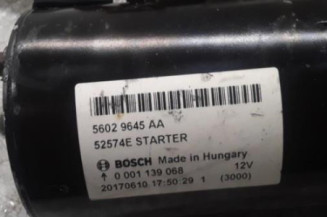 5602 9645 AA
52574E STARTER
BOSCH Made in Hungary
0 001 139 068 12V
20170610 17:50:29 1 (3000)